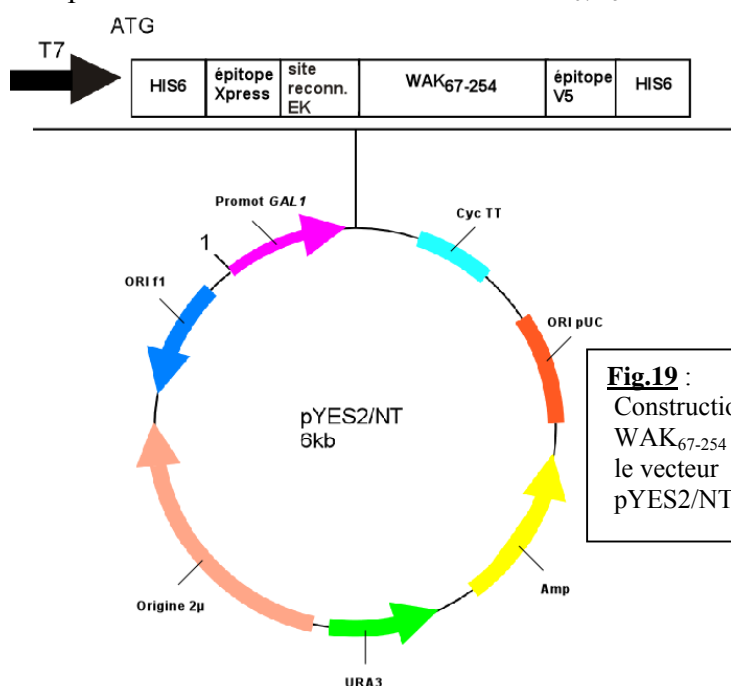 ATG
T7
HIS6
épitope
Xpress
site
reconn.
EK
WAK67-254
épitope
V5
HIS6
Promot GAL1
Cyc TT
1
ORI f1
ORI pUC
pYES2/NT
6kb
Fig.19 :
Constructio
WAK67-254
le vecteur
pYES2/NT
Origine 2µ
Amp
URA3